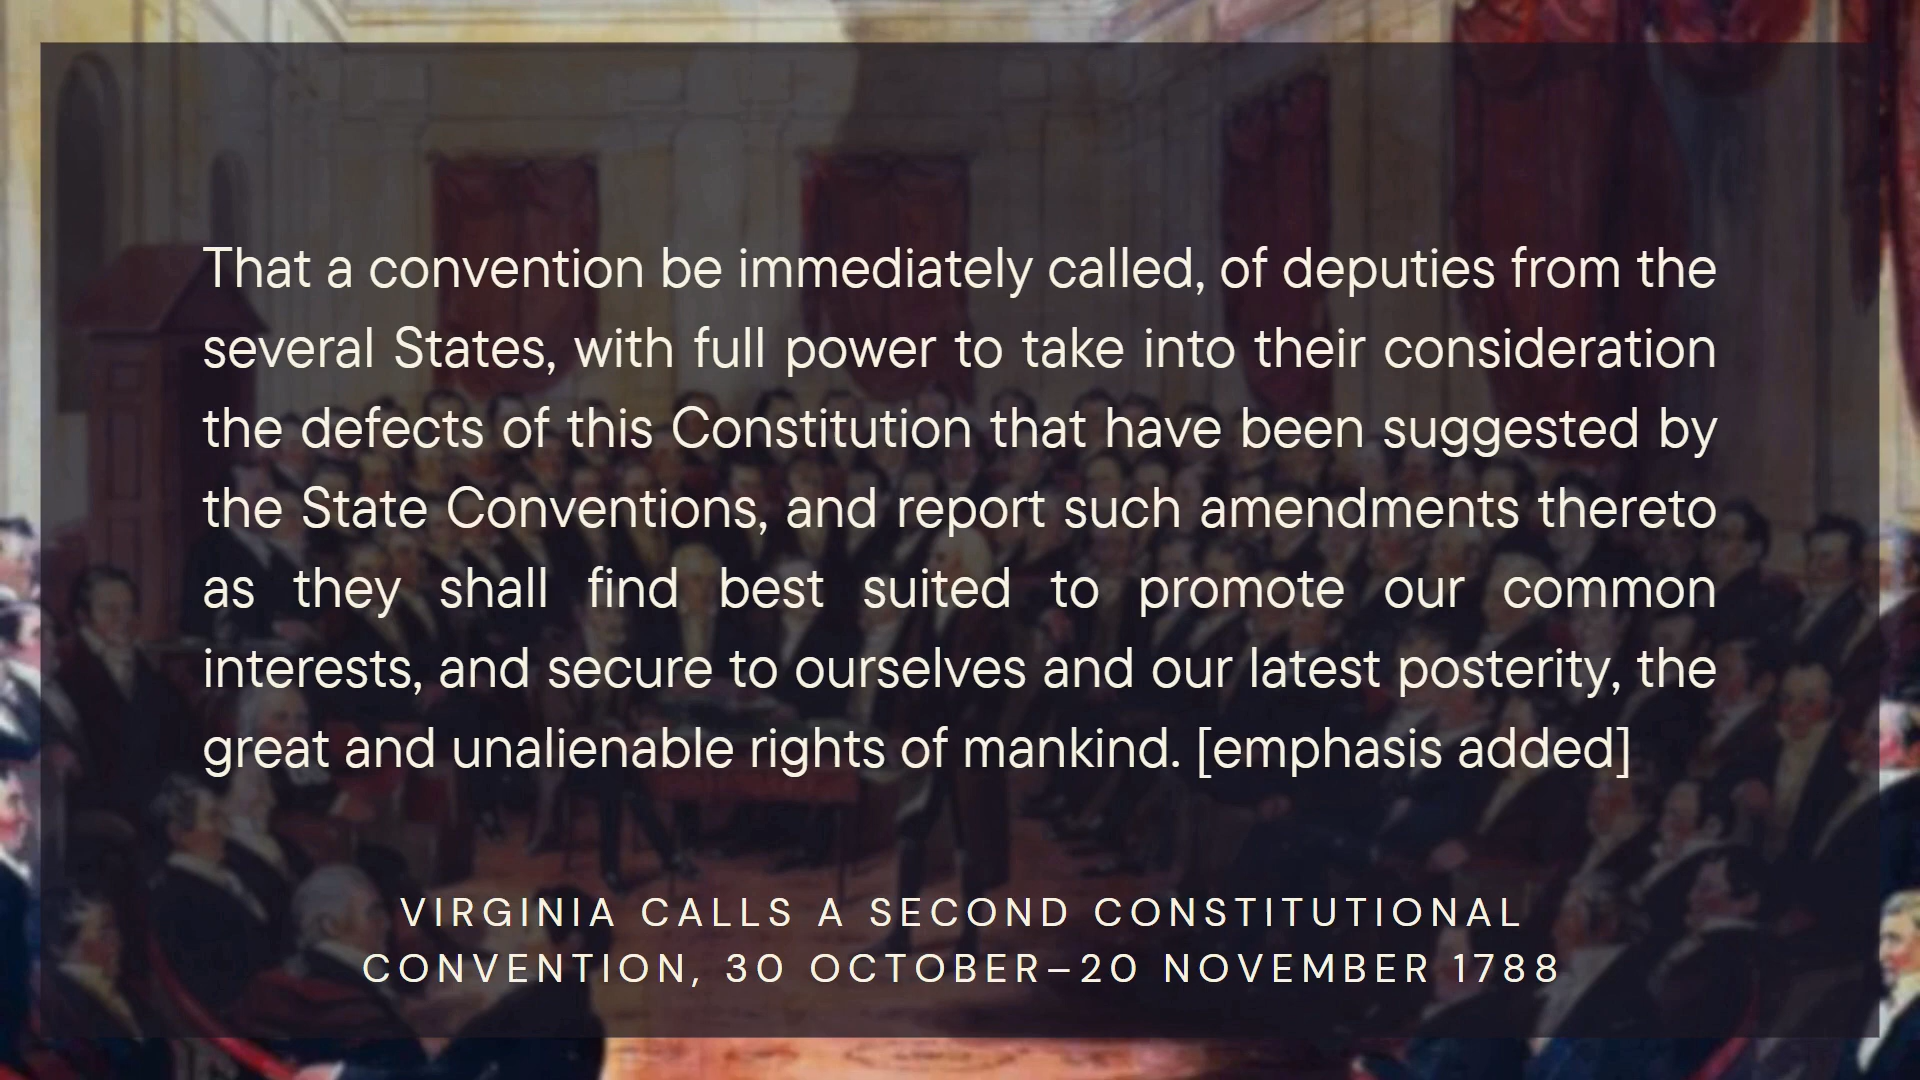 That a convention be immediately called, of deputies from the
several States, with full power to take into their consideration
the defects of this Constitution that have been suggested by
the State Conventions, and report such amendments thereto
as they shall find best suited to promote our common
interests, and secure to ourselves and our latest posterity, the
great and unalienable rights of mankind. [emphasis added]
VIRGINIA CALLS A SECOND CONSTITUTIONAL
CONVENTION, 30 OCTOBER–20 NOVEMBER 1788